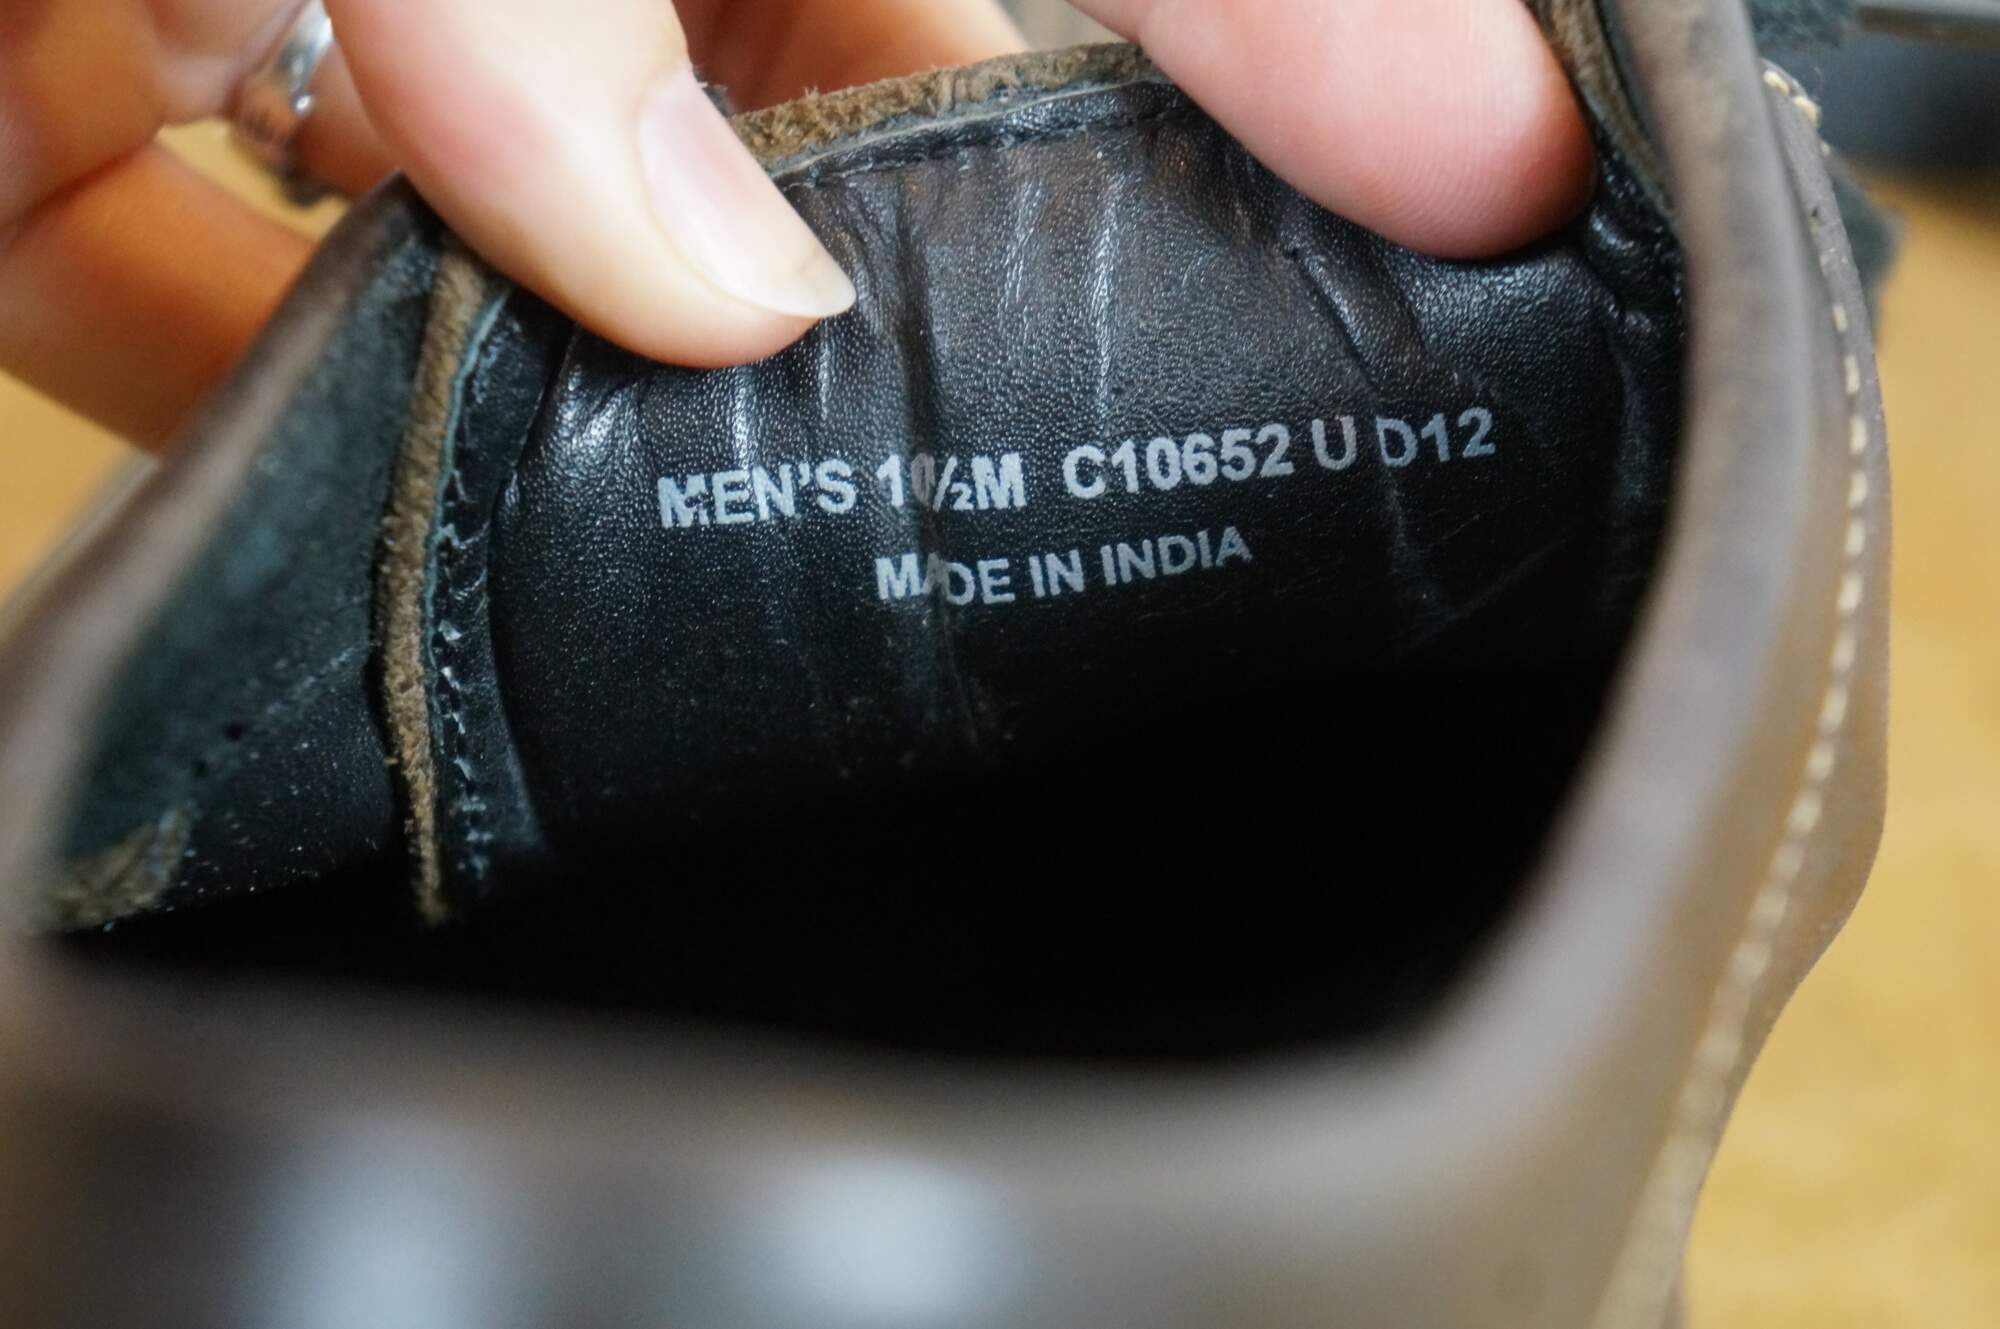 MEN'S 10½M C10652 U D12
MADE IN INDIA